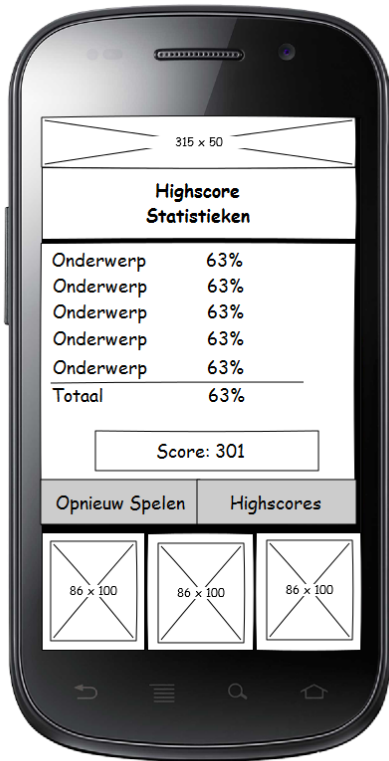 315 x 50
Highscore
Statistieken
Onderwerp 63%
Onderwerp 63%
Onderwerp 63%
Onderwerp 63%
Onderwerp 63%
Totaal 63%
Score: 301
Opnieuw Spelen Highscores
86 x 100 86 x 100 86 x 100